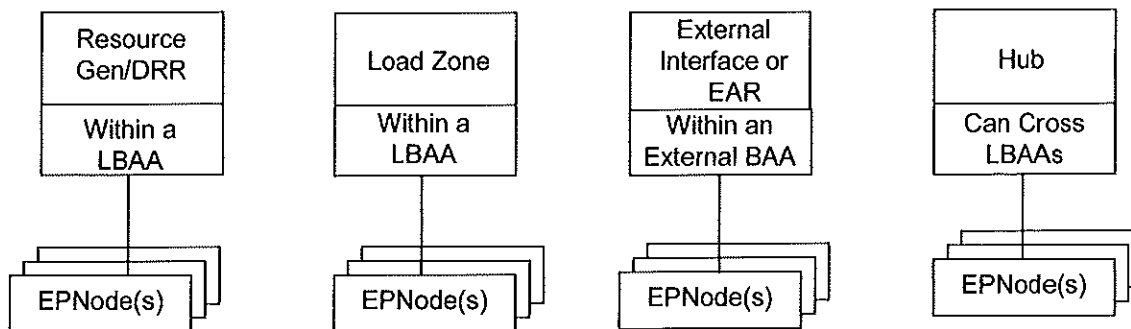 Resource
Gen/DRR
Within a
LBAA
EPNode(s)
Load Zone
Within a
LBAA
EPNode(s)
External
Interface or
EAR
Within an
External BAA
EPNode(s)
Hub
Can Cross
LBAAs
EPNode(s)